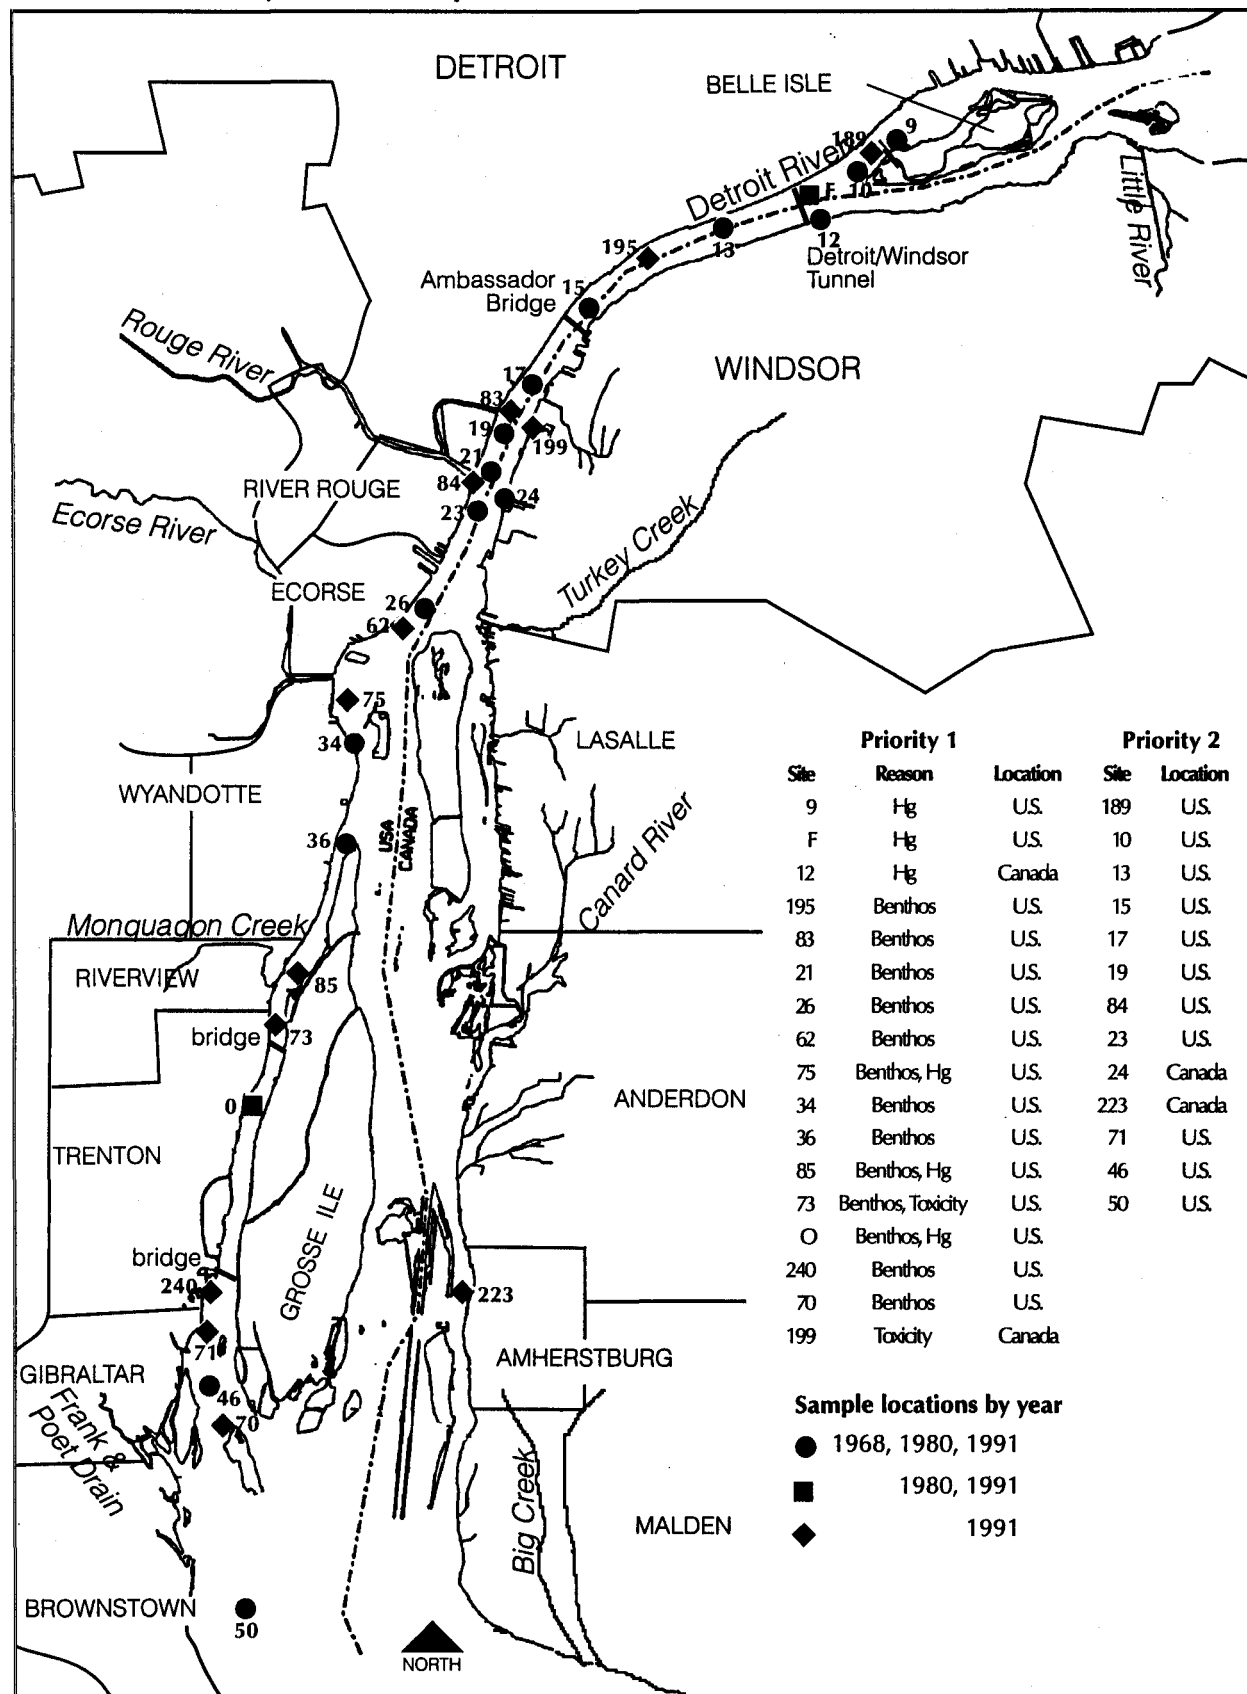 DETROIT
BELLE ISLE
189
9
Detroit River
F
10
Little River
12
13
Detroit/Windsor
Tunnel
195
Ambassador
Bridge
15
Rouge River
WINDSOR
17
83
19
199
21
84
RIVER ROUGE
24
23
Ecorse River
Turkey Creek
ECORSE
26
62
75
34
LASALLE
WYANDOTTE
USA
CANADA
36
Canard River
Monquagon Creek
RIVERVIEW
85
bridge
73
0
ANDERDON
TRENTON
GROSSE ILE
bridge
240
223
71
AMHERSTBURG
GIBRALTAR
46
70
Frank &
Poet Drain
Big Creek
MALDEN
BROWNSTOWN
50
NORTH
Priority 1 Priority 2
Site Reason Location Site Location
9 Hg U.S. 189 U.S.
F Hg U.S. 10 U.S.
12 Hg Canada 13 U.S.
195 Benthos U.S. 15 U.S.
83 Benthos U.S. 17 U.S.
21 Benthos U.S. 19 U.S.
26 Benthos U.S. 84 U.S.
62 Benthos U.S. 23 U.S.
75 Benthos, Hg U.S. 24 Canada
34 Benthos U.S. 223 Canada
36 Benthos U.S. 71 U.S.
85 Benthos, Hg U.S. 46 U.S.
73 Benthos, Toxicity U.S. 50 U.S.
O Benthos, Hg U.S.
240 Benthos U.S.
70 Benthos U.S.
199 Toxicity Canada
Sample locations by year
1968, 1980, 1991
1980, 1991
1991